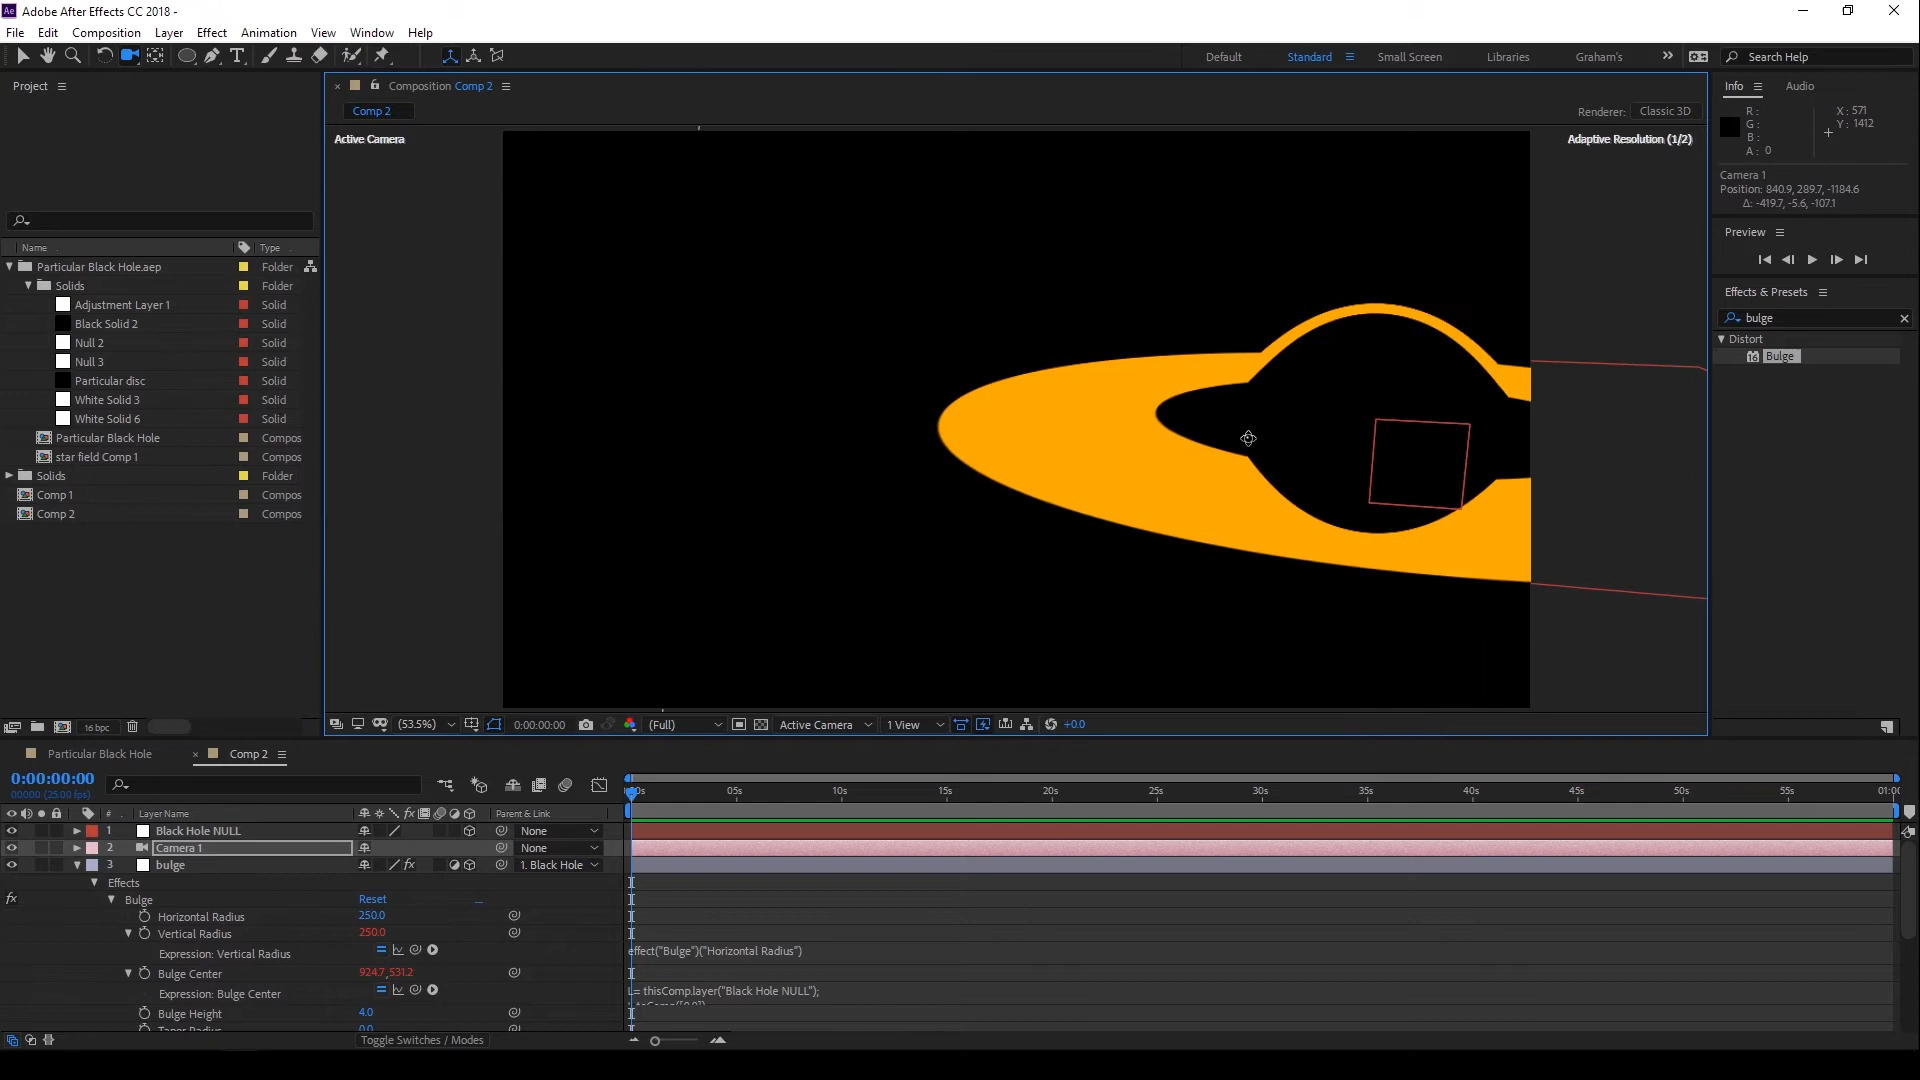 Adobe After Effects CC 2018 -
File Edit Composition Layer Effect Animation View Window Help
Default Standard Small Screen Libraries Graham's Search Help
Project
Composition Comp 2
Comp 2
Renderer: Classic 3D
Active Camera
Adaptive Resolution (1/2)
Info Audio
R: X: 571
G: Y: 1412
B:
A: 0
Camera 1
Position: 840.9, 289.7, -1184.6
Δ: -419.7, -5.6, -107.1
Preview
Effects & Presets
bulge
Distort
Bulge
Name Type
Particular Black Hole.aep Folder
Solids Folder
Adjustment Layer 1 Solid
Black Solid 2 Solid
Null 2 Solid
Null 3 Solid
Particular disc Solid
White Solid 3 Solid
White Solid 6 Solid
Particular Black Hole Compos
star field Comp 1 Compos
Solids Folder
Comp 1 Compos
Comp 2 Compos
16 bpc
(53.5%) 0:00:00:00 (Full) Active Camera 1 View +0.0
Particular Black Hole Comp 2
0:00:00:00
00000 (25.00 fps)
05s 10s 15s 20s 25s 30s 35s 40s 45s 50s 55s
# Layer Name fx Parent & Link
1 Black Hole NULL None
2 Camera 1 None
3 bulge fx 1. Black Hole
Effects
fx Bulge Reset
Horizontal Radius 250.0
Vertical Radius 250.0
Expression: Vertical Radius effect("Bulge")("Horizontal Radius")
Bulge Center 924.7,531.2
Expression: Bulge Center L= thisComp.layer("Black Hole NULL");
Bulge Height 4.0
Taper Radius 0.0
Toggle Switches / Modes